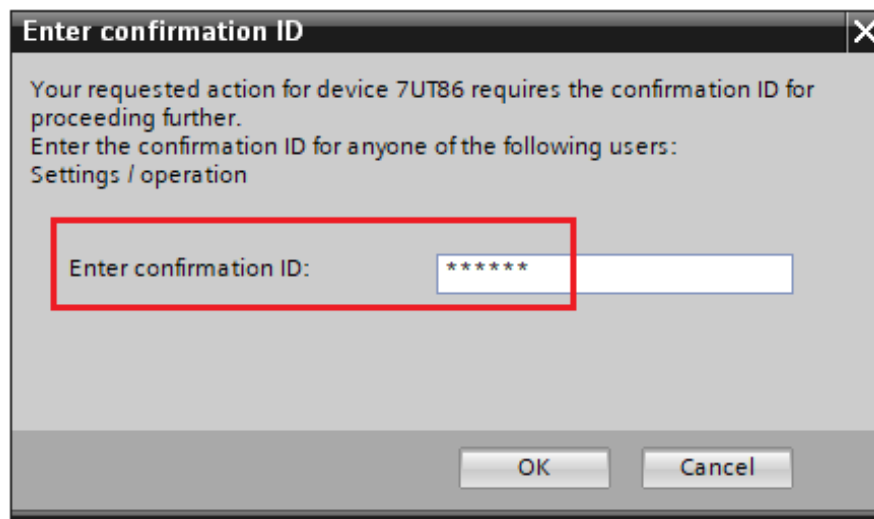 Enter confirmation ID
Your requested action for device 7UT86 requires the confirmation ID for
proceeding further.
Enter the confirmation ID for anyone of the following users:
Settings / operation
Enter confirmation ID: ******
OK Cancel